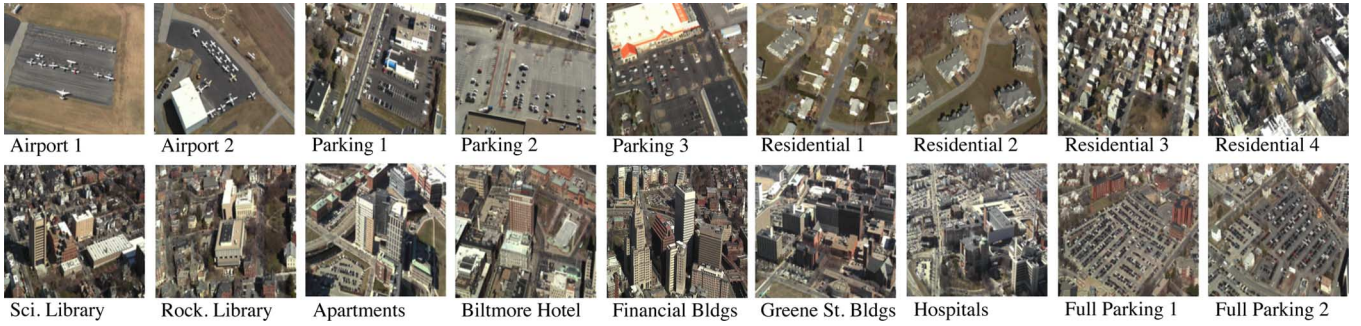 Airport 1
Airport 2
Parking 1
Parking 2
Parking 3
Residential 1
Residential 2
Residential 3
Residential 4
Sci. Library
Rock. Library
Apartments
Biltmore Hotel
Financial Bldgs
Greene St. Bldgs
Hospitals
Full Parking 1
Full Parking 2